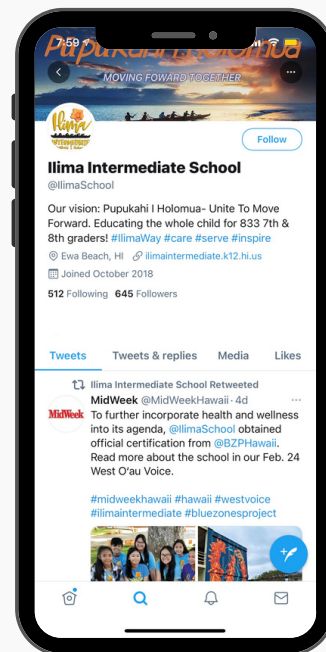 Pupukahi I Holomua
7:59
MOVING FOWARD TOGETHER
Ilima
INTERMEDIATE
Follow
Ilima Intermediate School
@IlimaSchool
Our vision: Pupukahi I Holomua- Unite To Move
Forward. Educating the whole child for 833 7th &
8th graders! #IlimaWay #care #serve #inspire
Ewa Beach, HI ilimaintermediate.k12.hi.us
Joined October 2018
512 Following 645 Followers
Tweets Tweets & replies Media Likes
Ilima Intermediate School Retweeted
MidWeek
MidWeek @MidWeekHawaii · 4d
To further incorporate health and wellness
into its agenda, @IlimaSchool obtained
official certification from @BZPHawaii.
Read more about the school in our Feb. 24
West Oʻau Voice.
#midweekhawaii #hawaii #westvoice
#ilimaintermediate #bluezonesproject